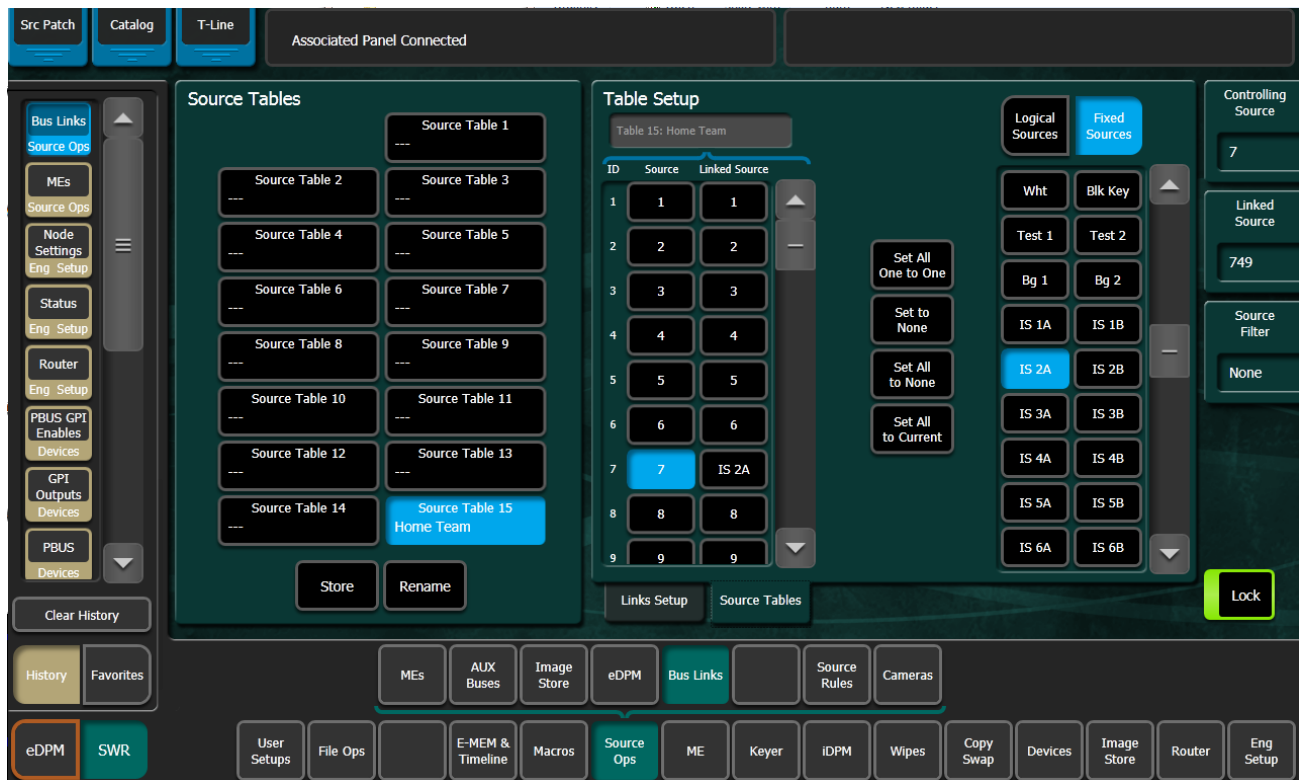 Src Patch
Catalog
T-Line
Associated Panel Connected
Bus Links
Source Ops
MEs
Source Ops
Node
Settings
Eng Setup
Status
Eng Setup
Router
Eng Setup
PBUS GPI
Enables
Devices
GPI
Outputs
Devices
PBUS
Devices
Clear History
History
Favorites
Source Tables
Source Table 1
---
Source Table 2
---
Source Table 3
---
Source Table 4
---
Source Table 5
---
Source Table 6
---
Source Table 7
---
Source Table 8
---
Source Table 9
---
Source Table 10
---
Source Table 11
---
Source Table 12
---
Source Table 13
---
Source Table 14
---
Source Table 15
Home Team
Store
Rename
Table Setup
Table 15: Home Team
ID Source Linked Source
1 1 1
2 2 2
3 3 3
4 4 4
5 5 5
6 6 6
7 7 IS 2A
8 8 8
9 9 9
Links Setup
Source Tables
Set All
One to One
Set to
None
Set All
to None
Set All
to Current
Logical
Sources
Fixed
Sources
Wht Blk Key
Test 1 Test 2
Bg 1 Bg 2
IS 1A IS 1B
IS 2A IS 2B
IS 3A IS 3B
IS 4A IS 4B
IS 5A IS 5B
IS 6A IS 6B
Controlling
Source
7
Linked
Source
749
Source
Filter
None
Lock
MEs
AUX
Buses
Image
Store
eDPM
Bus Links
Source
Rules
Cameras
eDPM
SWR
User
Setups
File Ops
E-MEM &
Timeline
Macros
Source
Ops
ME
Keyer
iDPM
Wipes
Copy
Swap
Devices
Image
Store
Router
Eng
Setup